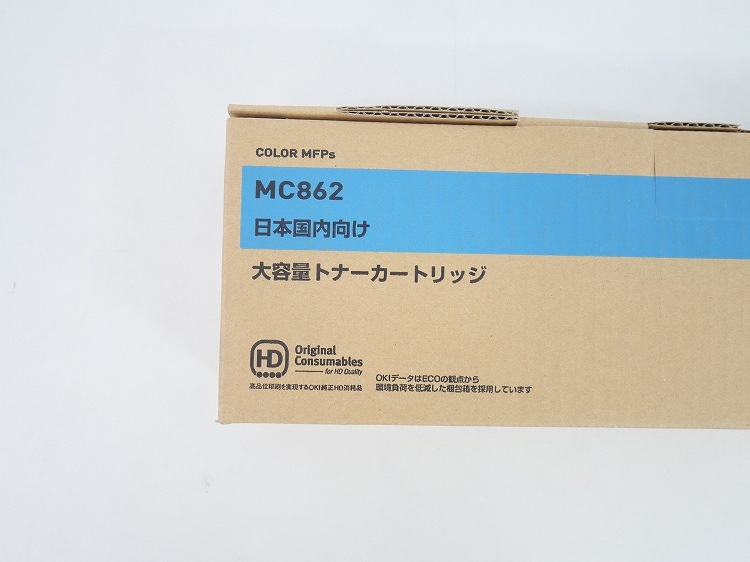 COLOR MFPs
MC862
日本国内向け
大容量トナーカートリッジ
HD
Original
Consumables
for HD Quality
高品位印刷を実現するOKI純正HD消耗品
OKIデータはECOの観点から
環境負荷を低減した梱包箱を採用しています